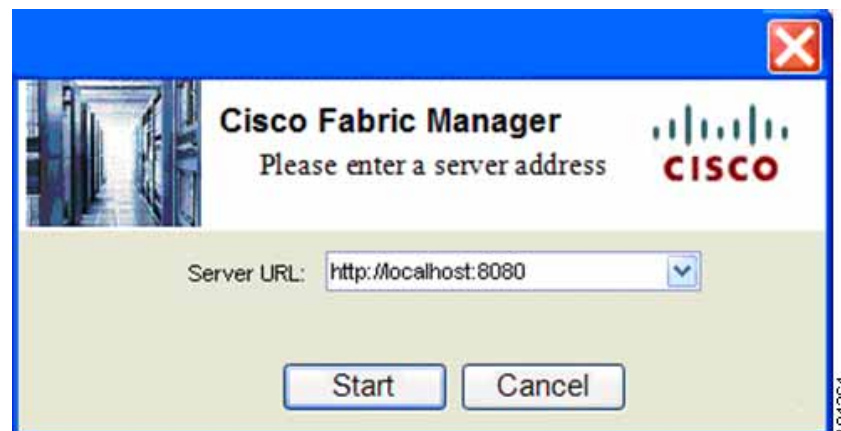 Cisco Fabric Manager
Please enter a server address
CISCO
Server URL: http://localhost:8080
Start Cancel